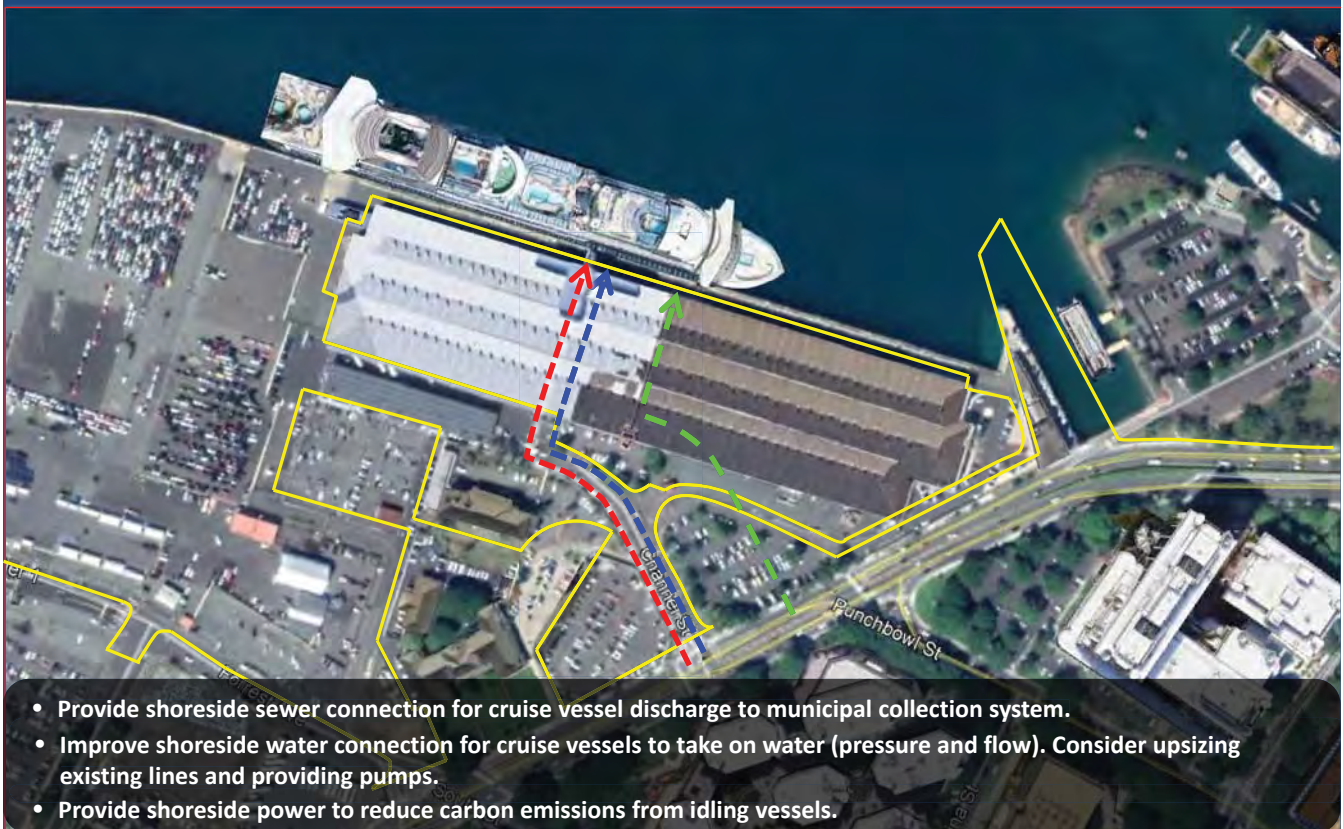 Channel St
Punchbowl St
• Provide shoreside sewer connection for cruise vessel discharge to municipal collection system.
• Improve shoreside water connection for cruise vessels to take on water (pressure and flow). Consider upsizing
existing lines and providing pumps.
• Provide shoreside power to reduce carbon emissions from idling vessels.